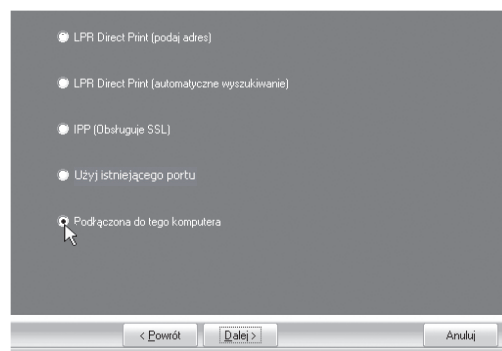 LPR Direct Print (podaj adres)
LPR Direct Print (automatyczne wyszukiwanie)
IPP (Obsługuje SSL)
Użyj istniejącego portu
Podłączona do tego komputera
< Powrót Dalej > Anuluj